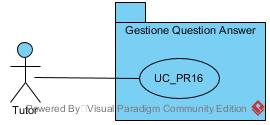 Gestione Question Answer
UC_PR16
Tutor
Powered By Visual Paradigm Community Edition